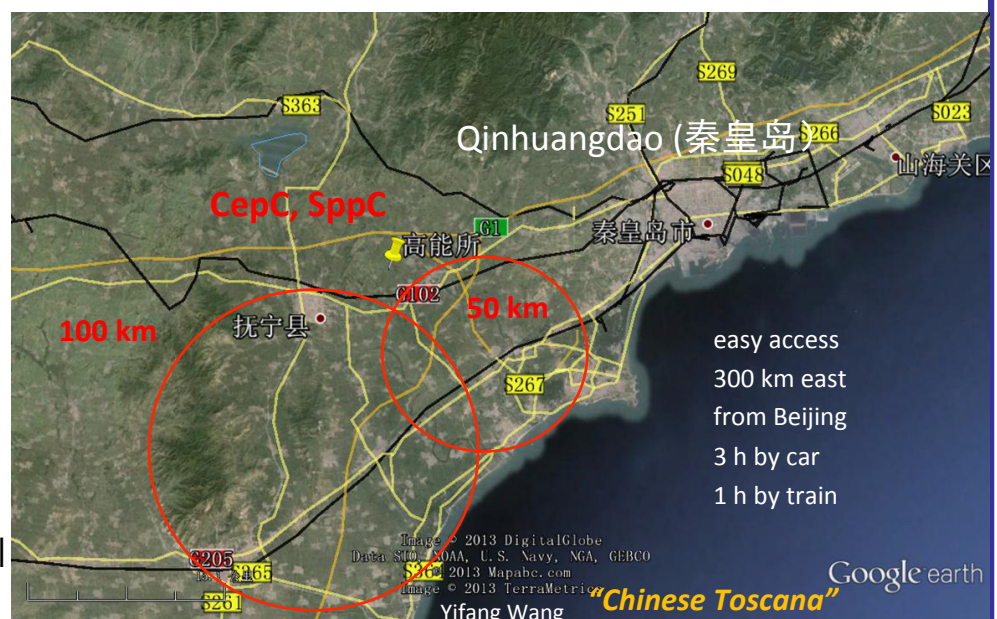 S269
S363
S251
S023
Qinhuangdao (秦皇岛)
S266
山海关区
S048
CepC, SppC
G1
秦皇岛市
高能所
G102
50 km
100 km
抚宁县
easy access
S267
300 km east
from Beijing
3 h by car
1 h by train
Image © 2013 DigitalGlobe
G205
Data SIO, NOAA, U.S. Navy, NGA, GEBCO
S365
© 2013 Mapabc.com
Image © 2013 TerraMetrics
Google earth
S261
"Chinese Toscana"
Yifang Wang